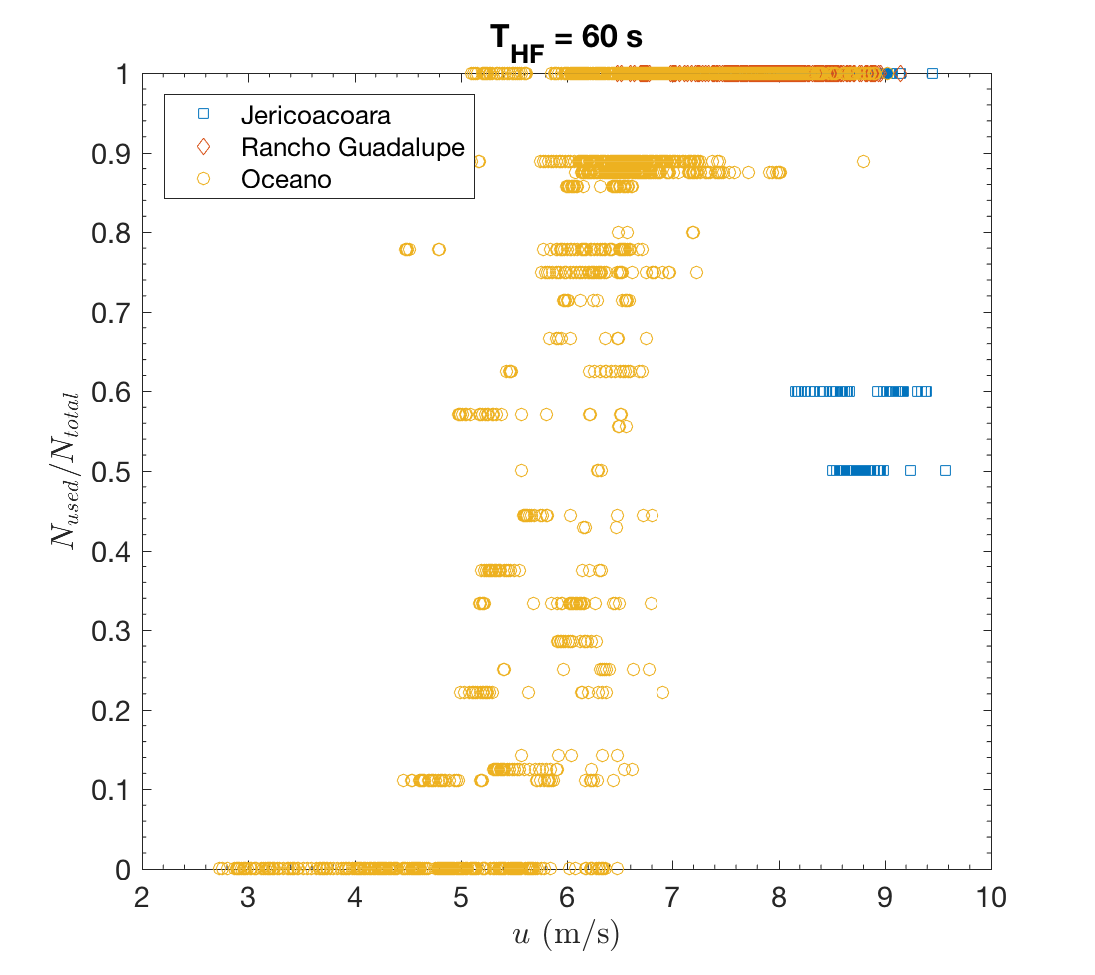 T_HF = 60 s
1
0.9
0.8
0.7
0.6
0.5
0.4
0.3
0.2
0.1
0
N_used/N_total
Jericoacoara
Rancho Guadalupe
Oceano
2 3 4 5 6 7 8 9 10
u (m/s)